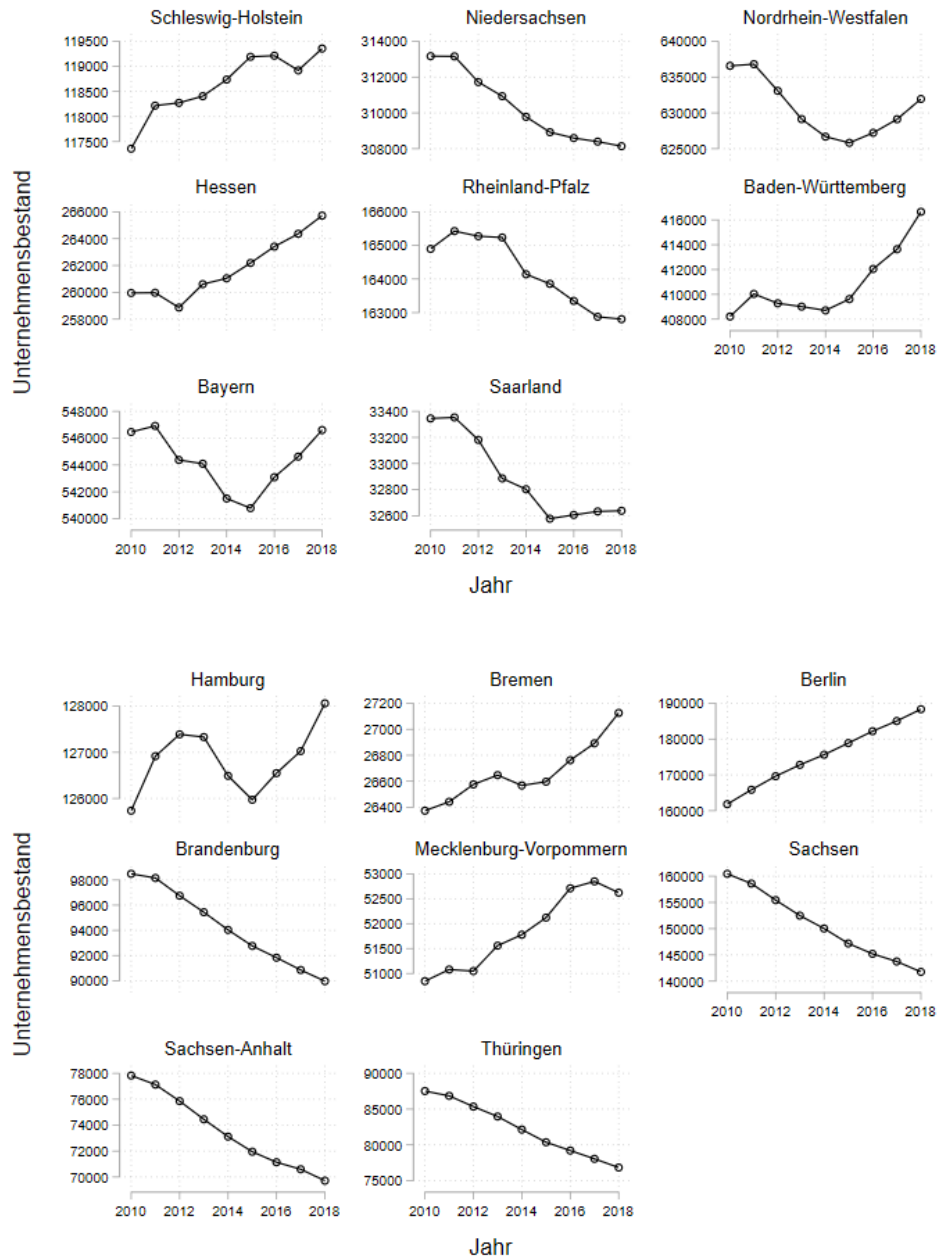 Schleswig-Holstein
119500
119000
118500
118000
117500
Niedersachsen
314000
312000
310000
308000
Nordrhein-Westfalen
640000
635000
630000
625000
Unternehmensbestand
Hessen
266000
264000
262000
260000
258000
Rheinland-Pfalz
166000
165000
164000
163000
Baden-Württemberg
416000
414000
412000
410000
408000
2010 2012 2014 2016 2018
Bayern
548000
546000
544000
542000
540000
2010 2012 2014 2016 2018
Saarland
33400
33200
33000
32800
32600
2010 2012 2014 2016 2018
Jahr
Hamburg
128000
127000
126000
Bremen
27200
27000
26800
26600
26400
Berlin
190000
180000
170000
160000
Unternehmensbestand
Brandenburg
98000
96000
94000
92000
90000
Mecklenburg-Vorpommern
53000
52000
51000
Sachsen
160000
155000
150000
145000
140000
2010 2012 2014 2016 2018
Sachsen-Anhalt
78000
76000
74000
72000
70000
2010 2012 2014 2016 2018
Thüringen
90000
85000
80000
75000
2010 2012 2014 2016 2018
Jahr